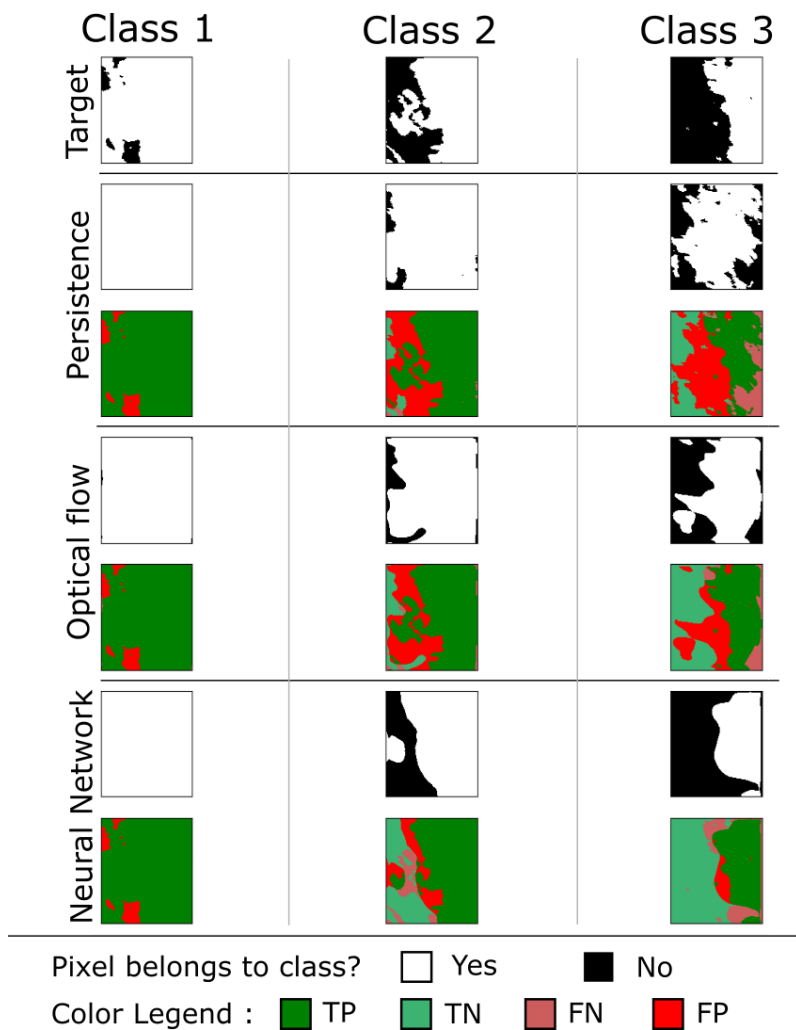 Class 1 Class 2 Class 3
Target
Persistence
Optical flow
Neural Network
Pixel belongs to class? Yes No
Color Legend : TP TN FN FP